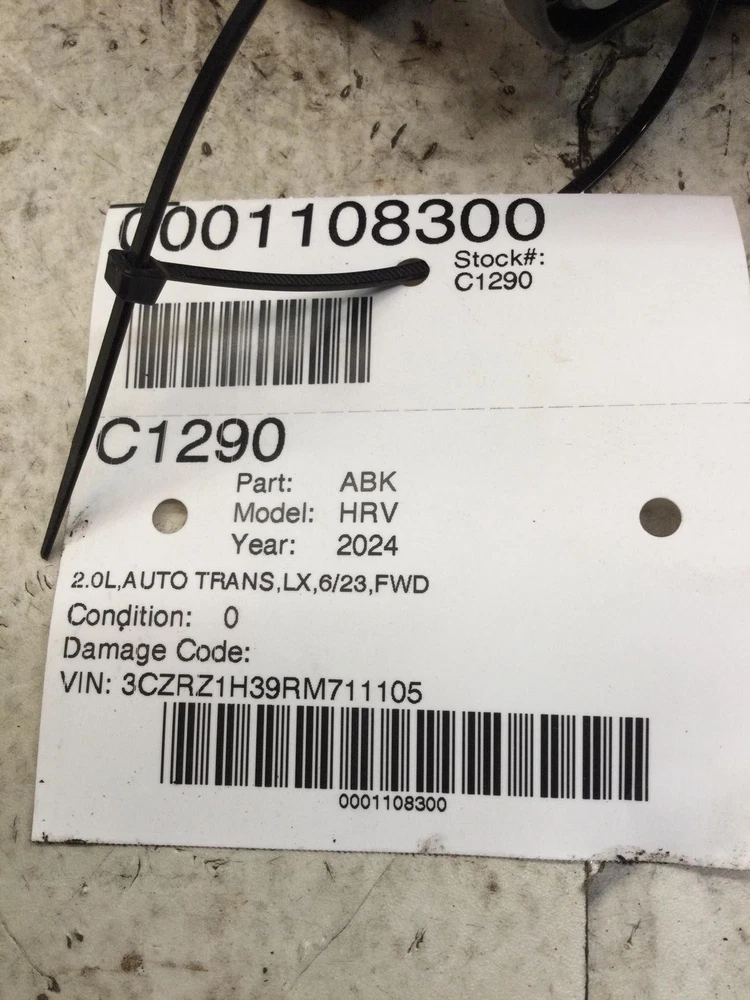 0001108300
Stock#:
C1290
C1290
Part: ABK
Model: HRV
Year: 2024
2.0L,AUTO TRANS,LX,6/23,FWD
Condition: 0
Damage Code:
VIN: 3CZRZ1H39RM711105
0001108300